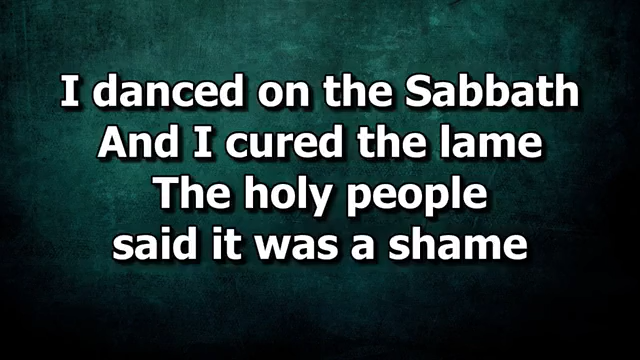 I danced on the Sabbath
And I cured the lame
The holy people
said it was a shame